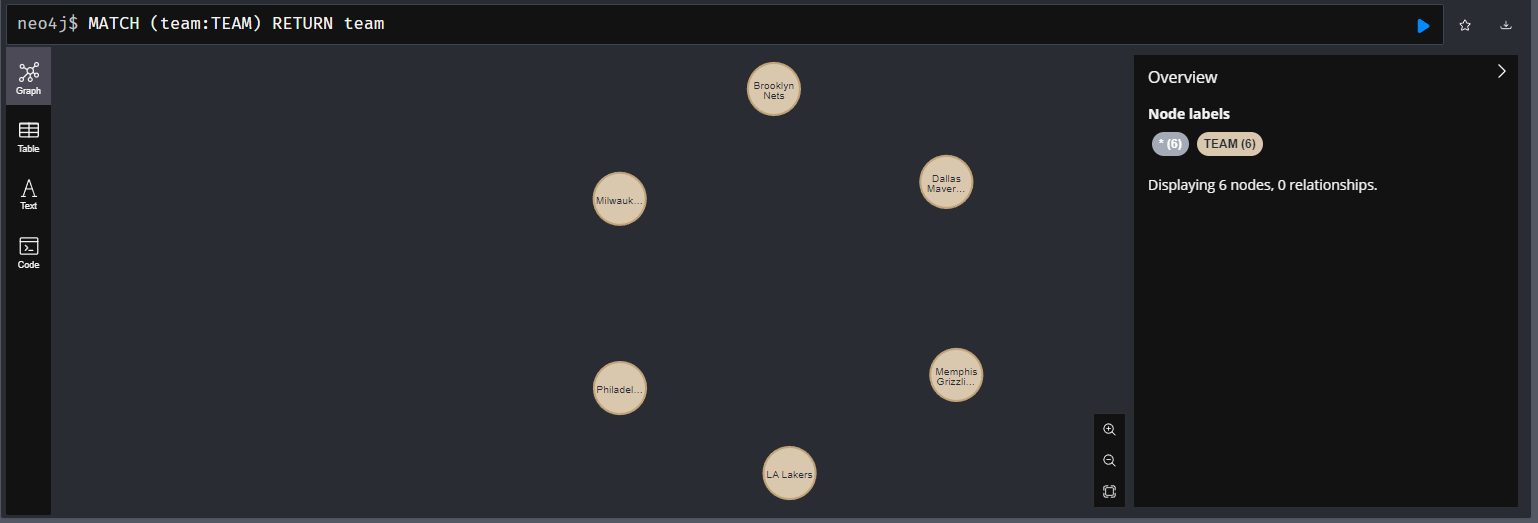 neo4j$ MATCH (team:TEAM) RETURN team
Graph
Table
Text
Code
Brooklyn
Nets
Dallas
Maver...
Milwauk...
Philadel...
Memphis
Grizzli...
LA Lakers
Overview
Node labels
* (6) TEAM (6)
Displaying 6 nodes, 0 relationships.